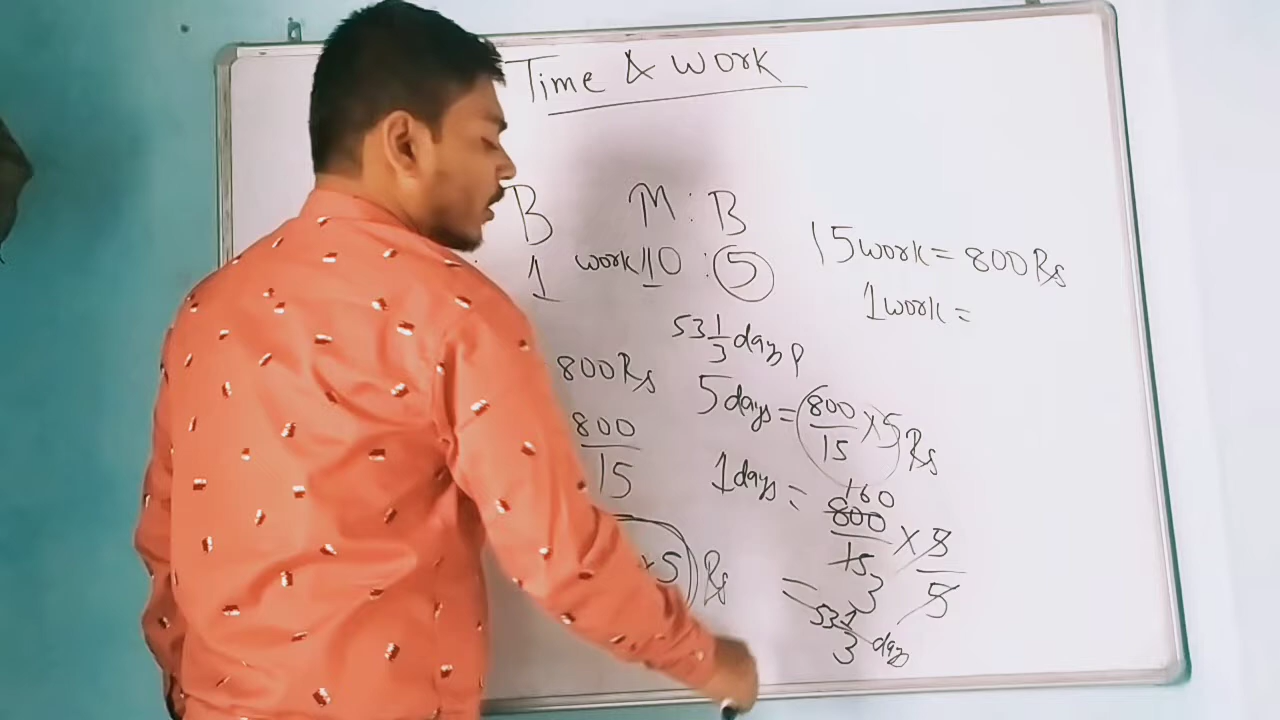 Time & work
B M : B
1 work 10 : 5
15 work = 800 Rs
1 work =
53 1/3 days
800 Rs
5 days = 800/15 × 5 Rs
800/15
1 days = 160
800/15 × 5/5
3
×5 Rs
= 53 1/3 days